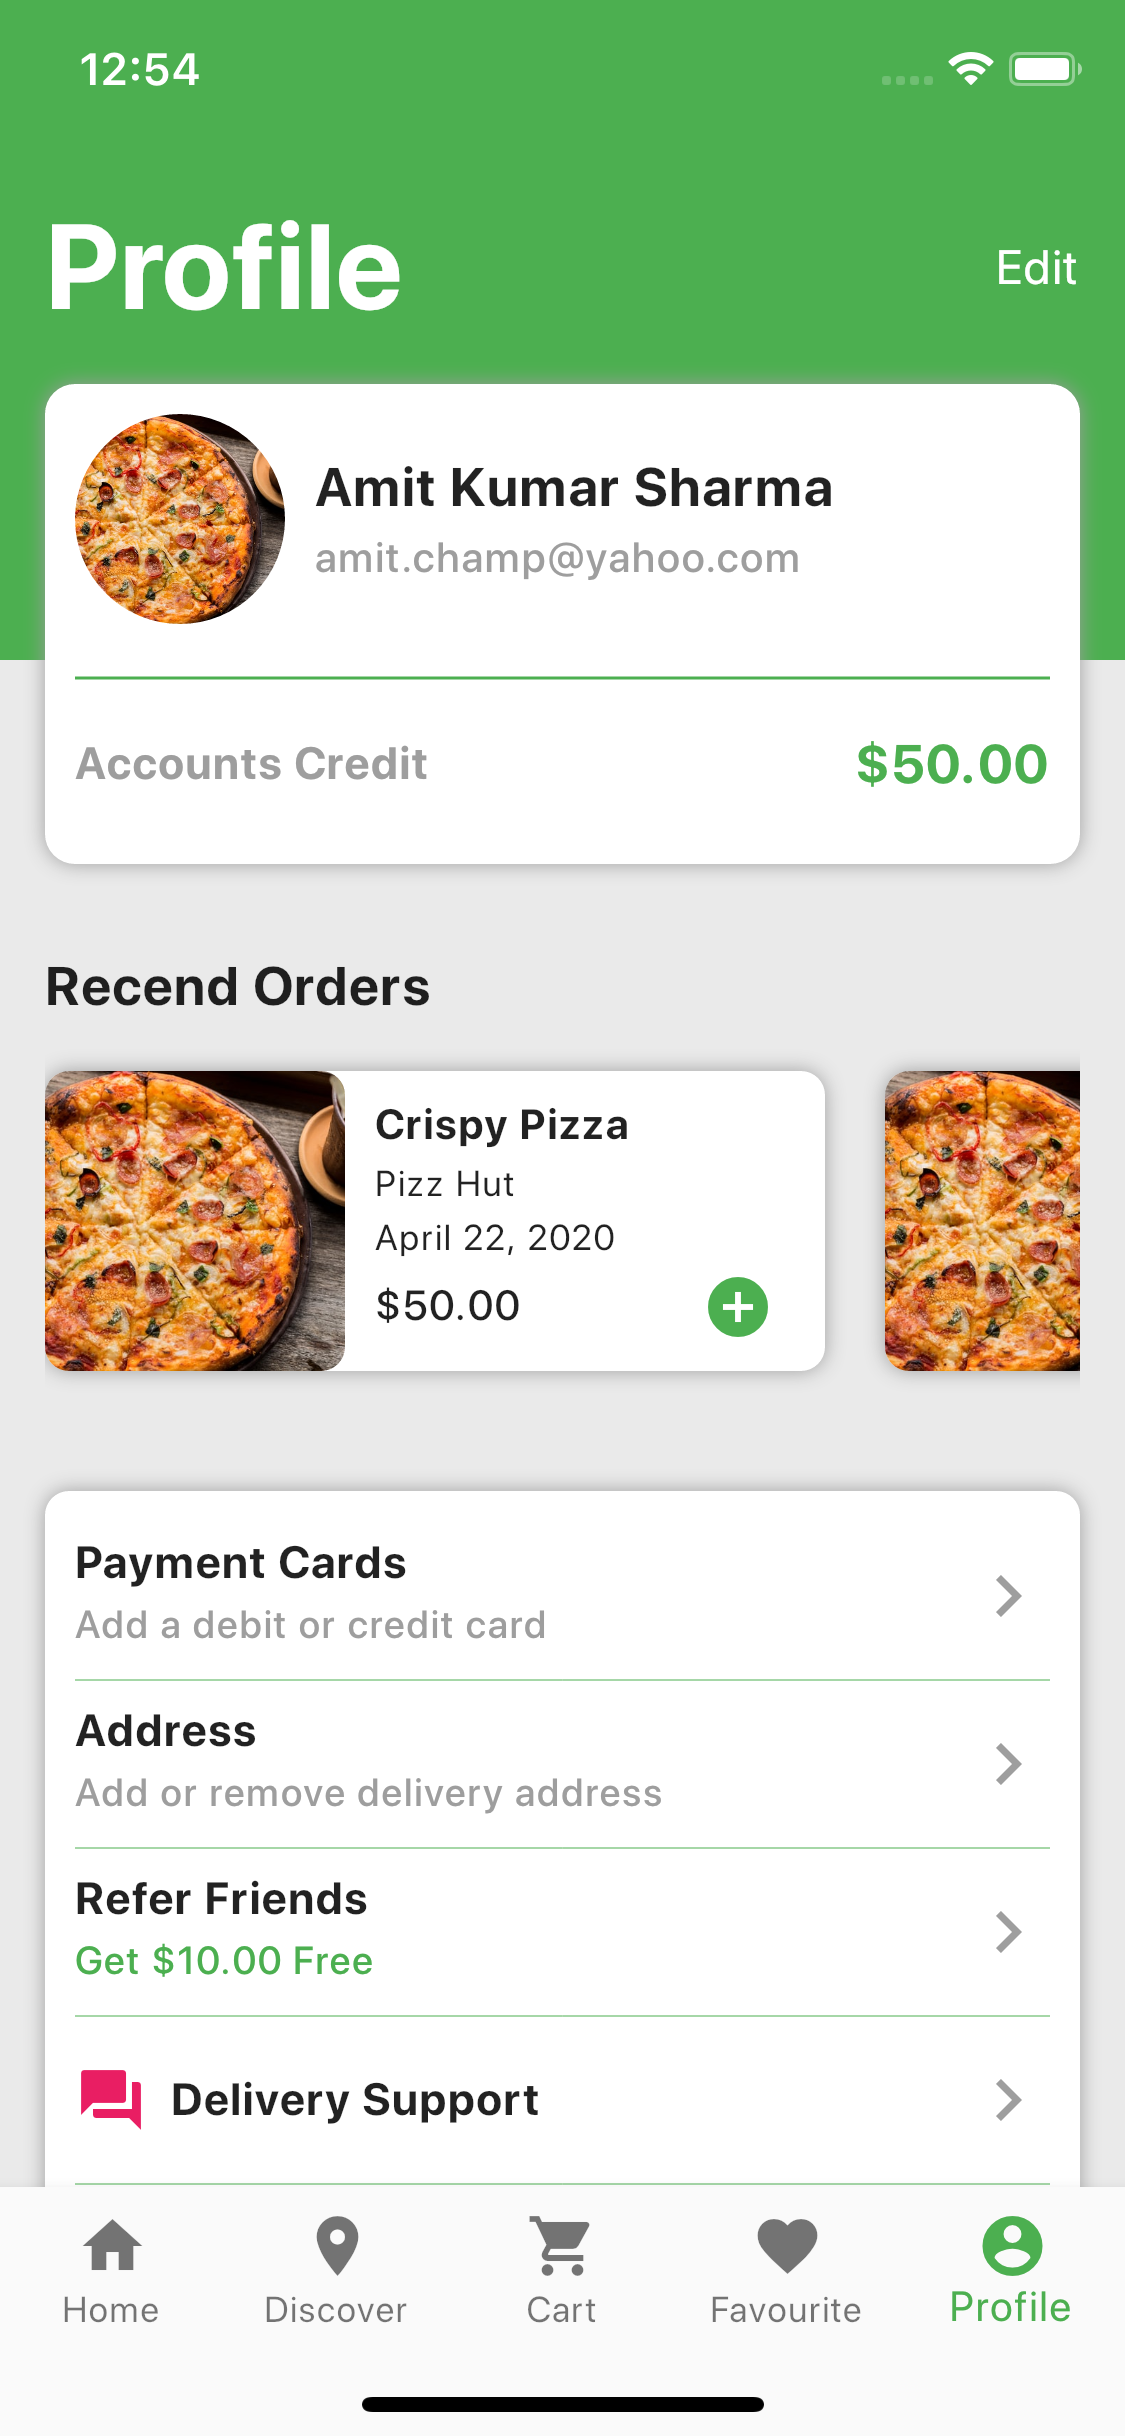 12:54
Profile
Edit
Amit Kumar Sharma
amit.champ@yahoo.com
Accounts Credit
$50.00
Recend Orders
Crispy Pizza
Pizz Hut
April 22, 2020
$50.00
Payment Cards
Add a debit or credit card
Address
Add or remove delivery address
Refer Friends
Get $10.00 Free
Delivery Support
Home
Discover
Cart
Favourite
Profile